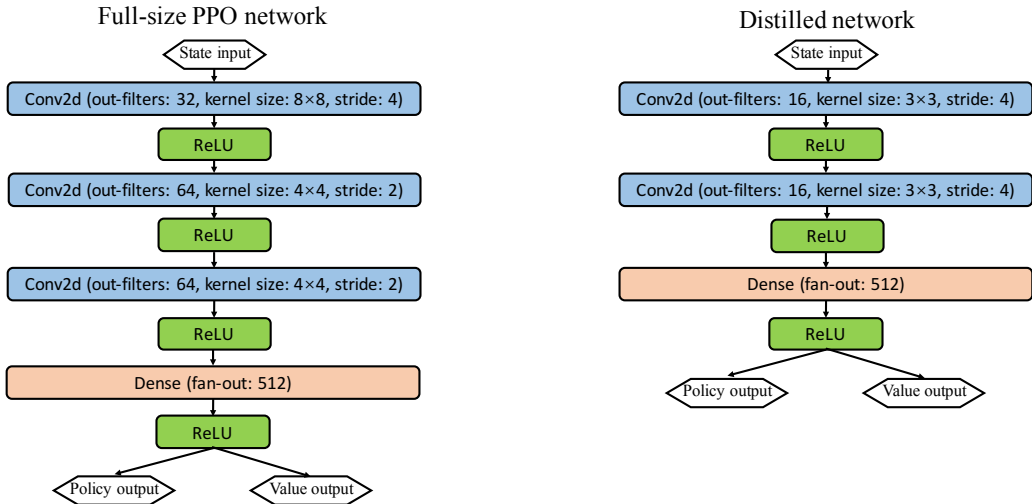 Full-size PPO network
State input
Conv2d (out-filters: 32, kernel size: 8×8, stride: 4)
ReLU
Conv2d (out-filters: 64, kernel size: 4×4, stride: 2)
ReLU
Conv2d (out-filters: 64, kernel size: 4×4, stride: 2)
ReLU
Dense (fan-out: 512)
ReLU
Policy output
Value output
Distilled network
State input
Conv2d (out-filters: 16, kernel size: 3×3, stride: 4)
ReLU
Conv2d (out-filters: 16, kernel size: 3×3, stride: 4)
ReLU
Dense (fan-out: 512)
ReLU
Policy output
Value output